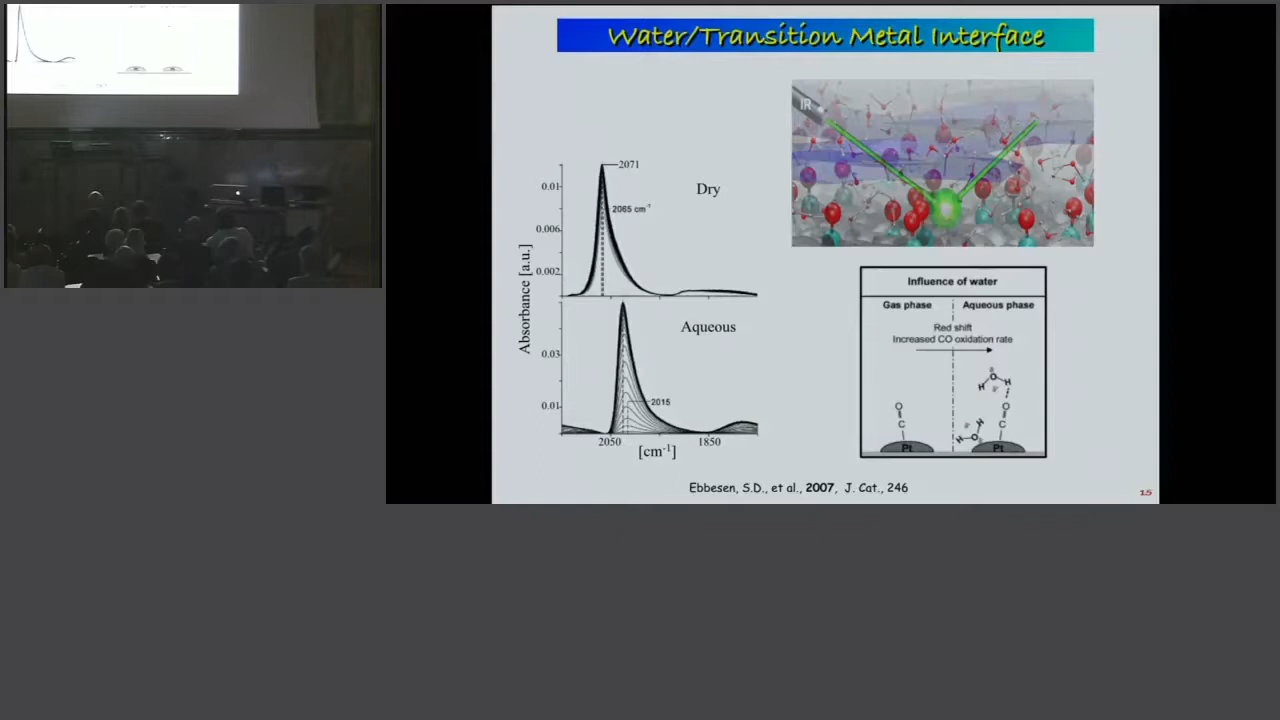 Water/Transition Metal Interface
IR
2071
Dry
0.01
2065 cm⁻¹
0.006
0.002
Absorbance [a.u.]
Aqueous
0.03
2015
0.01
2050
1850
[cm⁻¹]
Influence of water
Gas phase
Aqueous phase
Red shift
Increased CO oxidation rate
H O H
O
C
Pt
O
C
H O H
Pt
Ebbesen, S.D., et al., 2007, J. Cat., 246
15